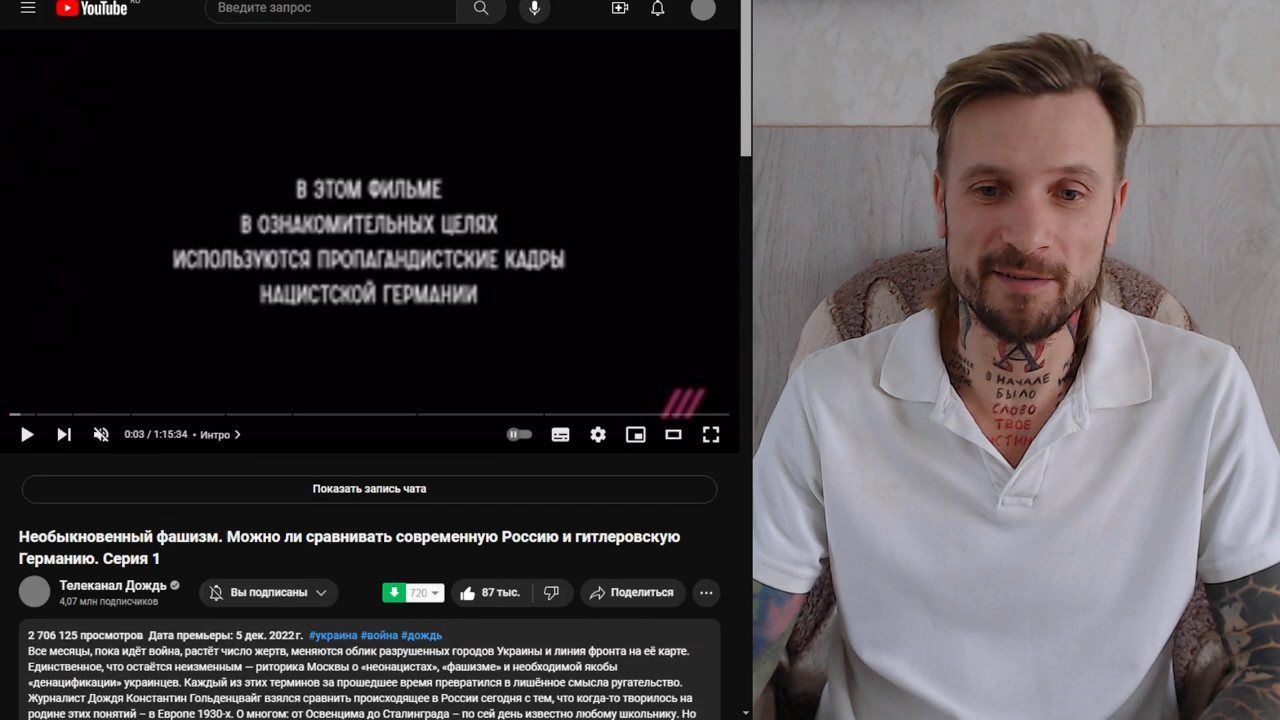 YouTube
RU
Введите запрос
В ЭТОМ ФИЛЬМЕ
В ОЗНАКОМИТЕЛЬНЫХ ЦЕЛЯХ
ИСПОЛЬЗУЮТСЯ ПРОПАГАНДИСТСКИЕ КАДРЫ
НАЦИСТСКОЙ ГЕРМАНИИ
0:03 / 1:15:34 • Интро
Показать запись чата
Необыкновенный фашизм. Можно ли сравнивать современную Россию и гитлеровскую
Германию. Серия 1
Телеканал Дождь
4,07 млн подписчиков
Вы подписаны
720
87 тыс.
Поделиться
2 706 125 просмотров Дата премьеры: 5 дек. 2022 г. #украина #война #дождь
Все месяцы, пока идёт война, растёт число жертв, меняются облик разрушенных городов Украины и линия фронта на её карте.
Единственное, что остаётся неизменным — риторика Москвы о «неонацистах», «фашизме» и необходимой якобы
«денацификации» украинцев. Каждый из этих терминов за прошедшее время превратился в лишённое смысла ругательство.
Журналист Дождя Константин Гольденцвайг взялся сравнить происходящее в России сегодня с тем, что когда-то творилось на
родине этих понятий – в Европе 1930-х. О многом: от Освенцима до Сталинграда – по сей день известно любому школьнику. Но
В НАЧАЛЕ
БЫЛО
СЛОВО
ТВОЕ